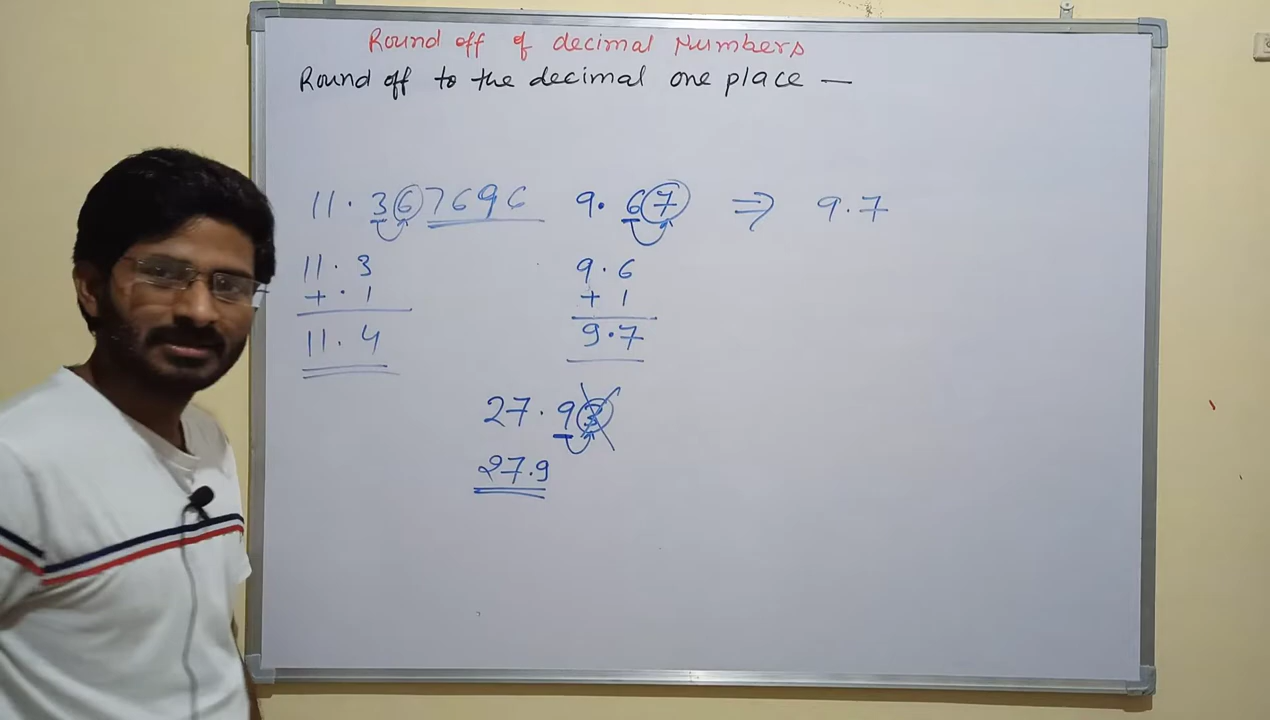 Round off of decimal Numbers
Round off to the decimal one place —
11.367696 9.67 ⇒ 9.7
11.3 9.6
+.1 + 1
11.4 9.7
27.93
27.9